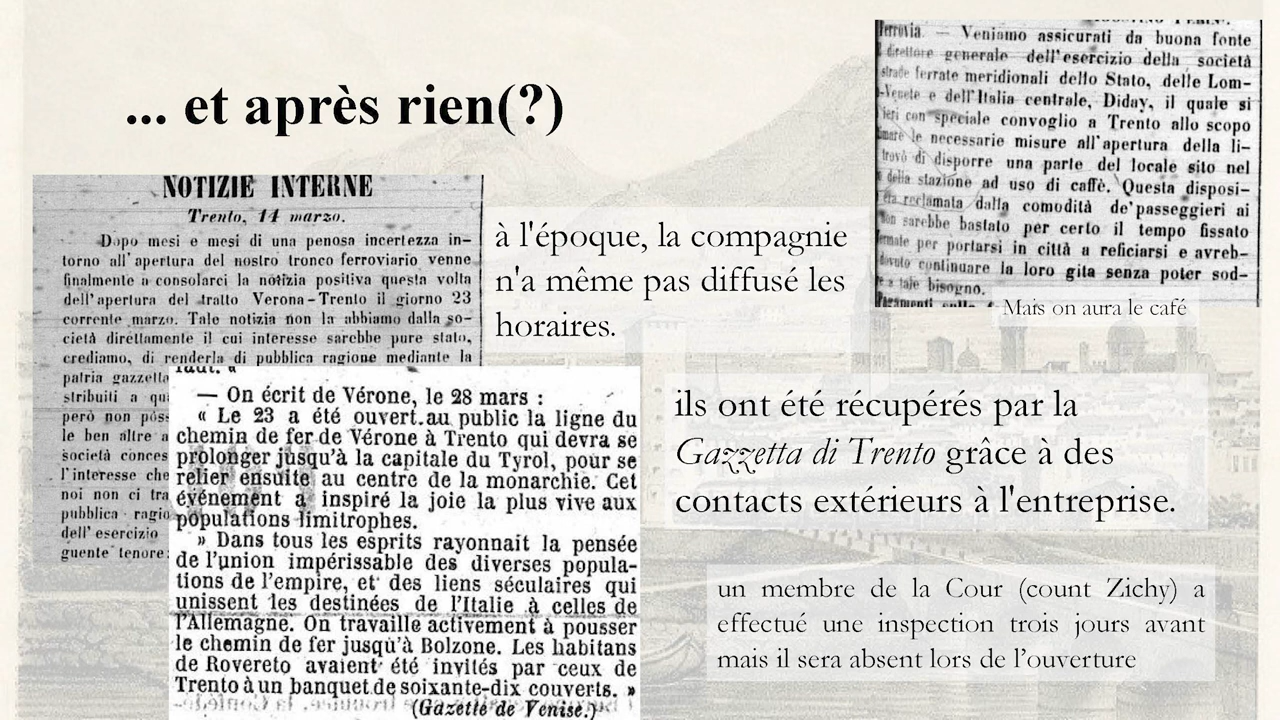 ... et après rien(?)
NOTIZIE INTERNE
Trento, 14 marzo.
Dopo mesi e mesi di una penosa incertezza in-
torno all'apertura del nostro tronco ferroviario venne
finalmente a consolarci la notizia positiva questa volta
dell'apertura del tratto Verona-Trento il giorno 23
corrente marzo. Tale notizia non la abbiamo dalla so-
cietà direttamente il cui interesse sarebbe pure stato,
crediamo, di renderla di pubblica ragione mediante la
patria gazzetta
stribuiti a qu
però non poss
le ben altre a
società conces
l'interesse che
noi non ci tra
pubblica ragio
dell'esercizio
guente tenore:
à l'époque, la compagnie
n'a même pas diffusé les
horaires.
ferrovia. — Veniamo assicurati da buona fonte
direttore generale dell'esercizio della società
strade ferrate meridionali dello Stato, delle Lom-
-Venete e dell'Italia centrale, Diday, il quale si
ieri con speciale convoglio a Trento allo scopo
le necessarie misure all'apertura della li-
trovò di disporre una parte del locale sito nel
della stazione ad uso di caffè. Questa disposi-
reclamata dalla comodità de'passeggieri ai
sarebbe bastato per certo il tempo fissato
per portarsi in città a reficiarsi e avreb-
dovuto continuare la loro gita senza poter sod-
a tale bisogno.
Mais on aura le café
— On écrit de Vérone, le 28 mars :
« Le 23 a été ouvert au public la ligne du
chemin de fer de Vérone à Trento qui devra se
prolonger jusqu'à la capitale du Tyrol, pour se
relier ensuite au centre de la monarchie. Cet
événement a inspiré la joie la plus vive aux
populations limitrophes.
» Dans tous les esprits rayonnait la pensée
de l'union impérissable des diverses popula-
tions de l'empire, et des liens séculaires qui
unissent les destinées de l'Italie à celles de
l'Allemagne. On travaille activement à pousser
le chemin de fer jusqu'à Bolzone. Les habitans
de Rovereto avaient été invités par ceux de
Trento à un banquet de soixante-dix couverts. »
(Gazette de Venise.)
ils ont été récupérés par la
Gazzetta di Trento grâce à des
contacts extérieurs à l'entreprise.
un membre de la Cour (count Zichy) a
effectué une inspection trois jours avant
mais il sera absent lors de l'ouverture